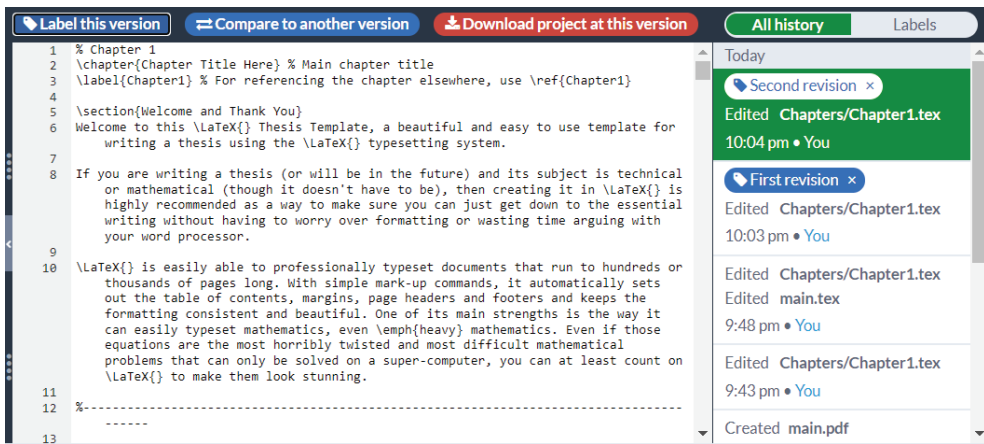 Label this version
Compare to another version
Download project at this version
All history
Labels
1 % Chapter 1
2 \chapter{Chapter Title Here} % Main chapter title
3 \label{Chapter1} % For referencing the chapter elsewhere, use \ref{Chapter1}
4
5 \section{Welcome and Thank You}
6 Welcome to this \LaTeX{} Thesis Template, a beautiful and easy to use template for
writing a thesis using the \LaTeX{} typesetting system.
7
8 If you are writing a thesis (or will be in the future) and its subject is technical
or mathematical (though it doesn't have to be), then creating it in \LaTeX{} is
highly recommended as a way to make sure you can just get down to the essential
writing without having to worry over formatting or wasting time arguing with
your word processor.
9
10 \LaTeX{} is easily able to professionally typeset documents that run to hundreds or
thousands of pages long. With simple mark-up commands, it automatically sets
out the table of contents, margins, page headers and footers and keeps the
formatting consistent and beautiful. One of its main strengths is the way it
can easily typeset mathematics, even \emph{heavy} mathematics. Even if those
equations are the most horribly twisted and most difficult mathematical
problems that can only be solved on a super-computer, you can at least count on
\LaTeX{} to make them look stunning.
11
12 %-----------------------------------------------------------------------------------
------
13
Today
Second revision ×
Edited Chapters/Chapter1.tex
10:04 pm • You
First revision ×
Edited Chapters/Chapter1.tex
10:03 pm • You
Edited Chapters/Chapter1.tex
Edited main.tex
9:48 pm • You
Edited Chapters/Chapter1.tex
9:43 pm • You
Created main.pdf